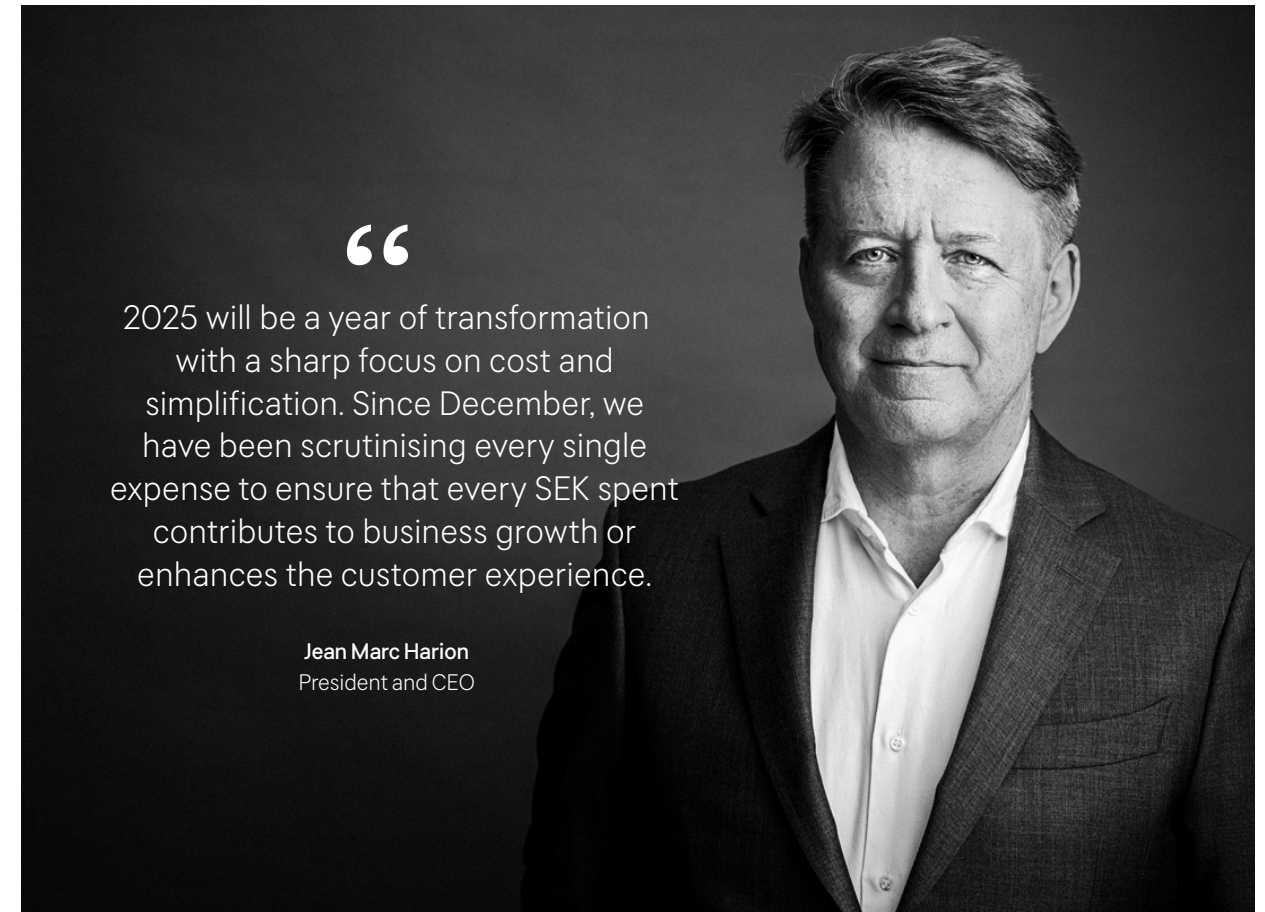 “
2025 will be a year of transformation
with a sharp focus on cost and
simplification. Since December, we
have been scrutinising every single
expense to ensure that every SEK spent
contributes to business growth or
enhances the customer experience.
Jean Marc Harion
President and CEO